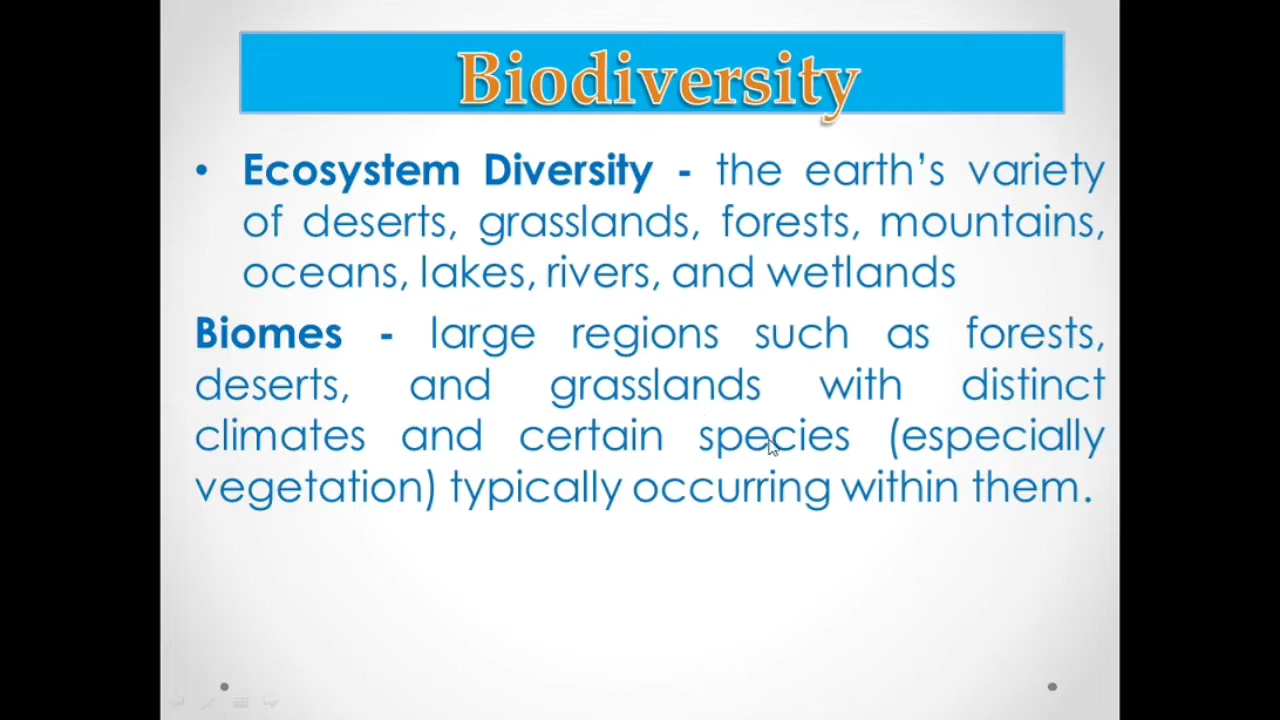 Biodiversity
• Ecosystem Diversity - the earth’s variety
of deserts, grasslands, forests, mountains,
oceans, lakes, rivers, and wetlands
Biomes - large regions such as forests,
deserts, and grasslands with distinct
climates and certain species (especially
vegetation) typically occurring within them.